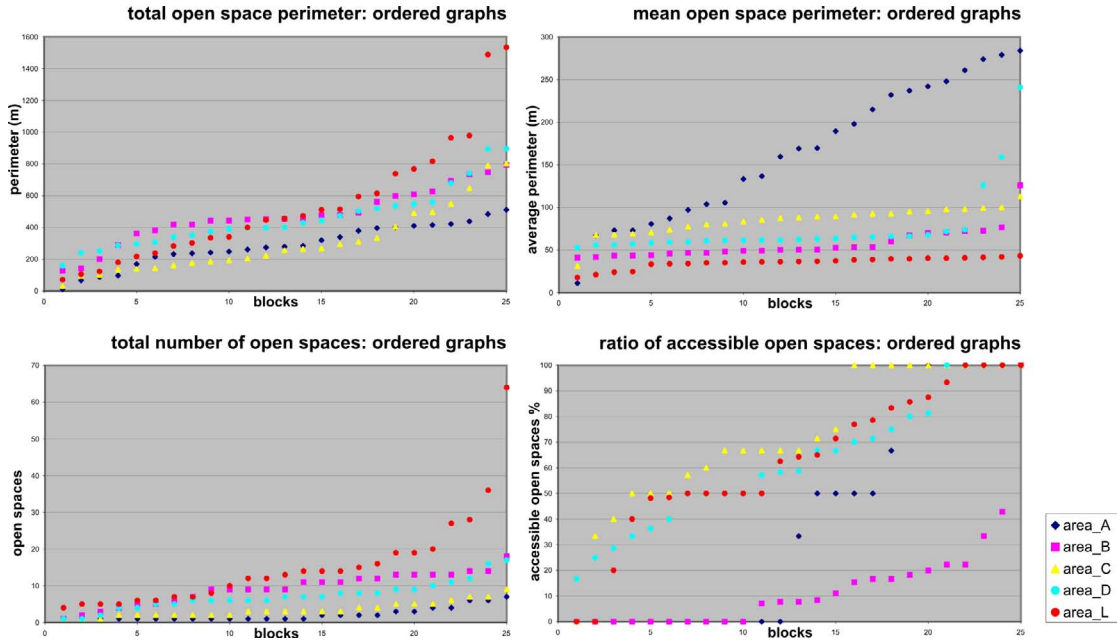 total open space perimeter: ordered graphs
perimeter (m)
1600
1400
1200
1000
800
600
400
200
0
0 5 10 15 20 25
blocks
mean open space perimeter: ordered graphs
average perimeter (m)
300
250
200
150
100
50
0
0 5 10 15 20 25
blocks
total number of open spaces: ordered graphs
open spaces
70
60
50
40
30
20
10
0
0 5 10 15 20 25
blocks
ratio of accessible open spaces: ordered graphs
accessible open spaces %
100
90
80
70
60
50
40
30
20
10
0
0 5 10 15 20 25
blocks
area_A
area_B
area_C
area_D
area_L